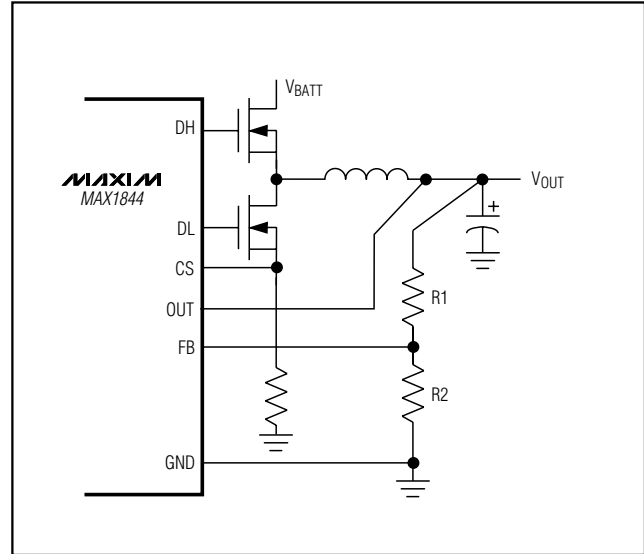 VBATT
DH
MAXIM
MAX1844
VOUT
+
DL
CS
OUT
R1
FB
R2
GND